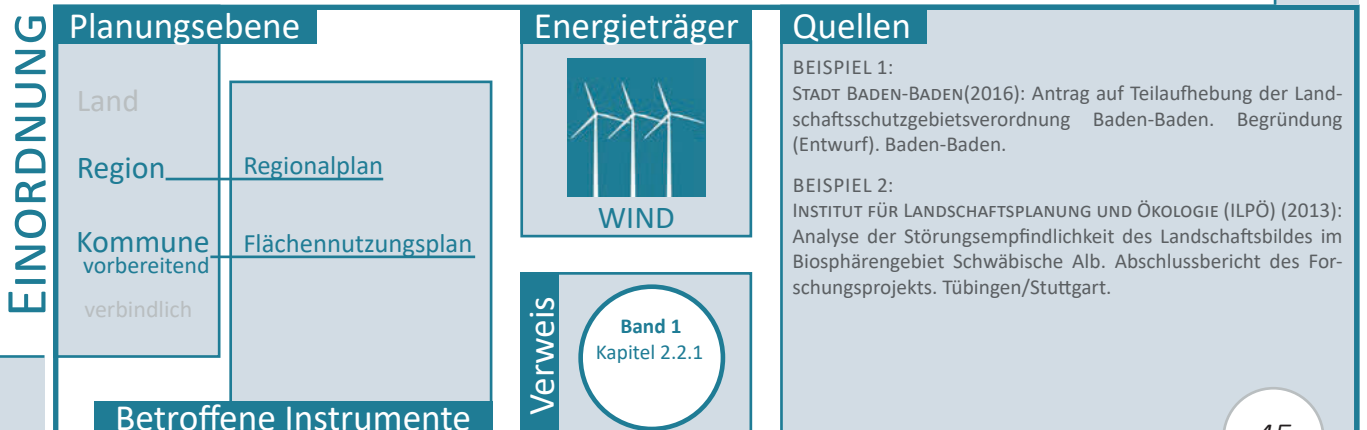 EINORDNUNG
Planungsebene
Land
Region
Regionalplan
Kommune
vorbereitend
Flächennutzungsplan
verbindlich
Betroffene Instrumente
Energieträger
WIND
Verweis
Band 1
Kapitel 2.2.1
Quellen
BEISPIEL 1:
STADT BADEN-BADEN(2016): Antrag auf Teilaufhebung der Land-
schaftsschutzgebietsverordnung Baden-Baden. Begründung
(Entwurf). Baden-Baden.
BEISPIEL 2:
INSTITUT FÜR LANDSCHAFTSPLANUNG UND ÖKOLOGIE (ILPÖ) (2013):
Analyse der Störungsempfindlichkeit des Landschaftsbildes im
Biosphärengebiet Schwäbische Alb. Abschlussbericht des For-
schungsprojekts. Tübingen/Stuttgart.